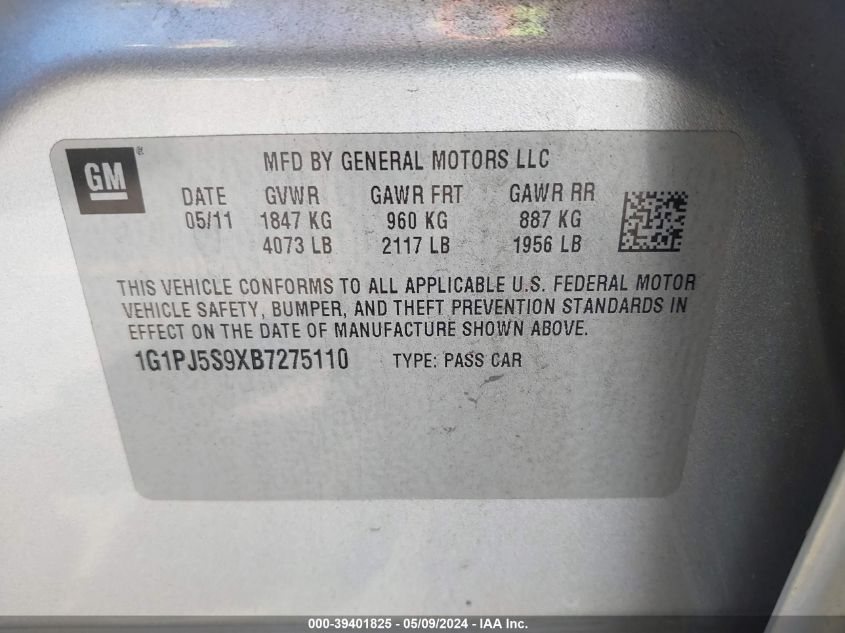 GM®
MFD BY GENERAL MOTORS LLC
DATE GVWR GAWR FRT GAWR RR
05/11 1847 KG 960 KG 887 KG
4073 LB 2117 LB 1956 LB
THIS VEHICLE CONFORMS TO ALL APPLICABLE U.S. FEDERAL MOTOR
VEHICLE SAFETY, BUMPER, AND THEFT PREVENTION STANDARDS IN
EFFECT ON THE DATE OF MANUFACTURE SHOWN ABOVE.
1G1PJ5S9XB7275110 TYPE: PASS CAR
000-39401825 - 05/09/2024 - IAA Inc.